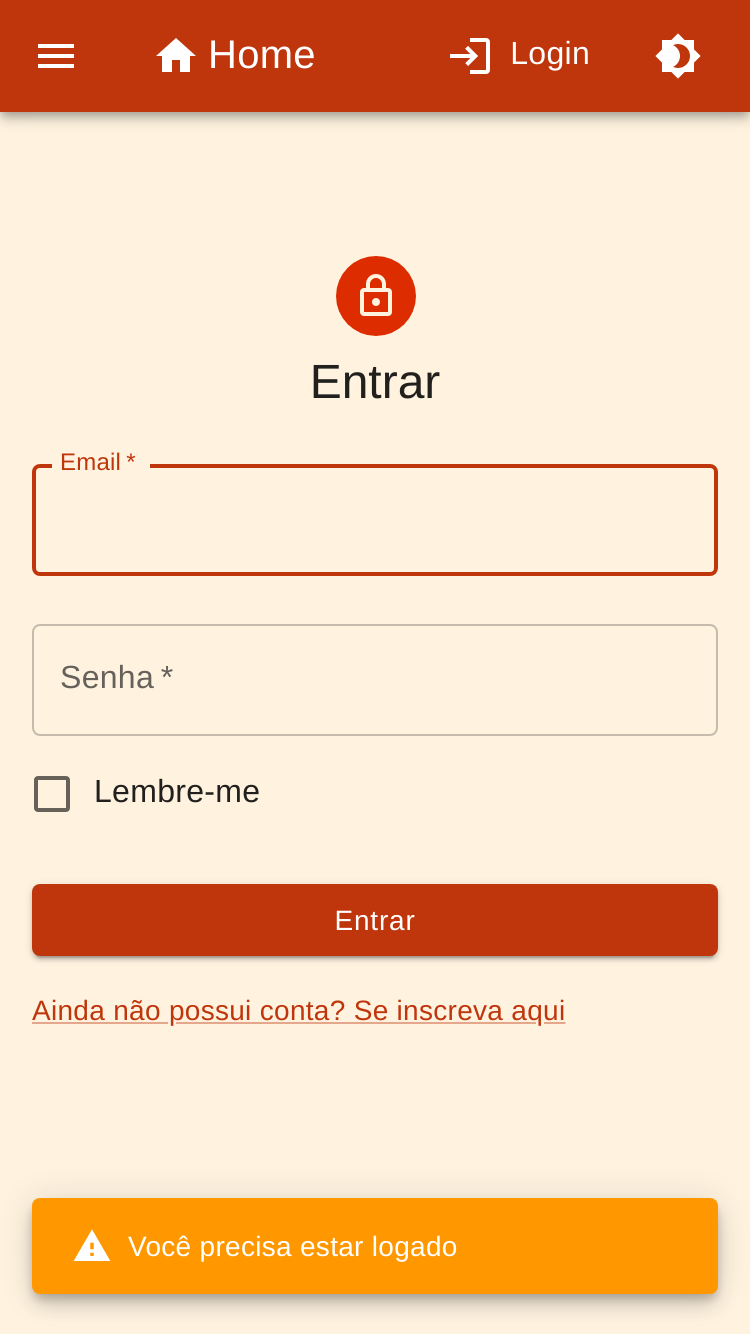 Home
Login
Entrar
Email *
Senha *
Lembre-me
Entrar
Ainda não possui conta? Se inscreva aqui
Você precisa estar logado